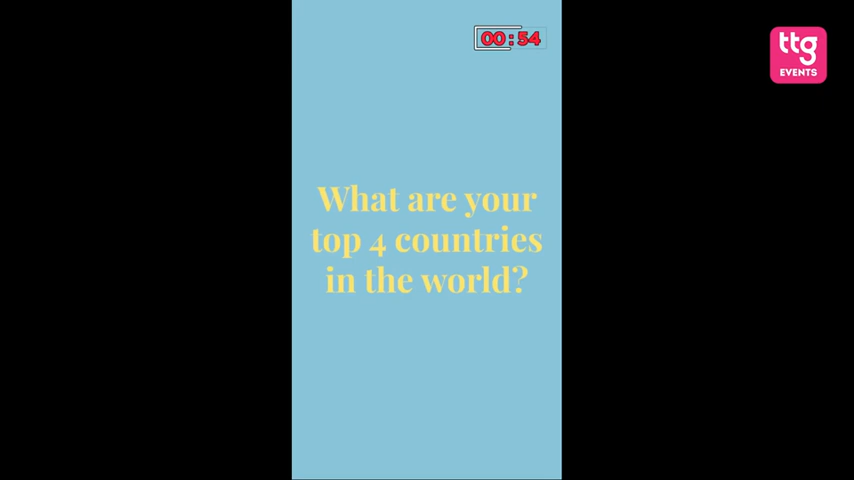 00:54
ttg
EVENTS
What are your
top 4 countries
in the world?